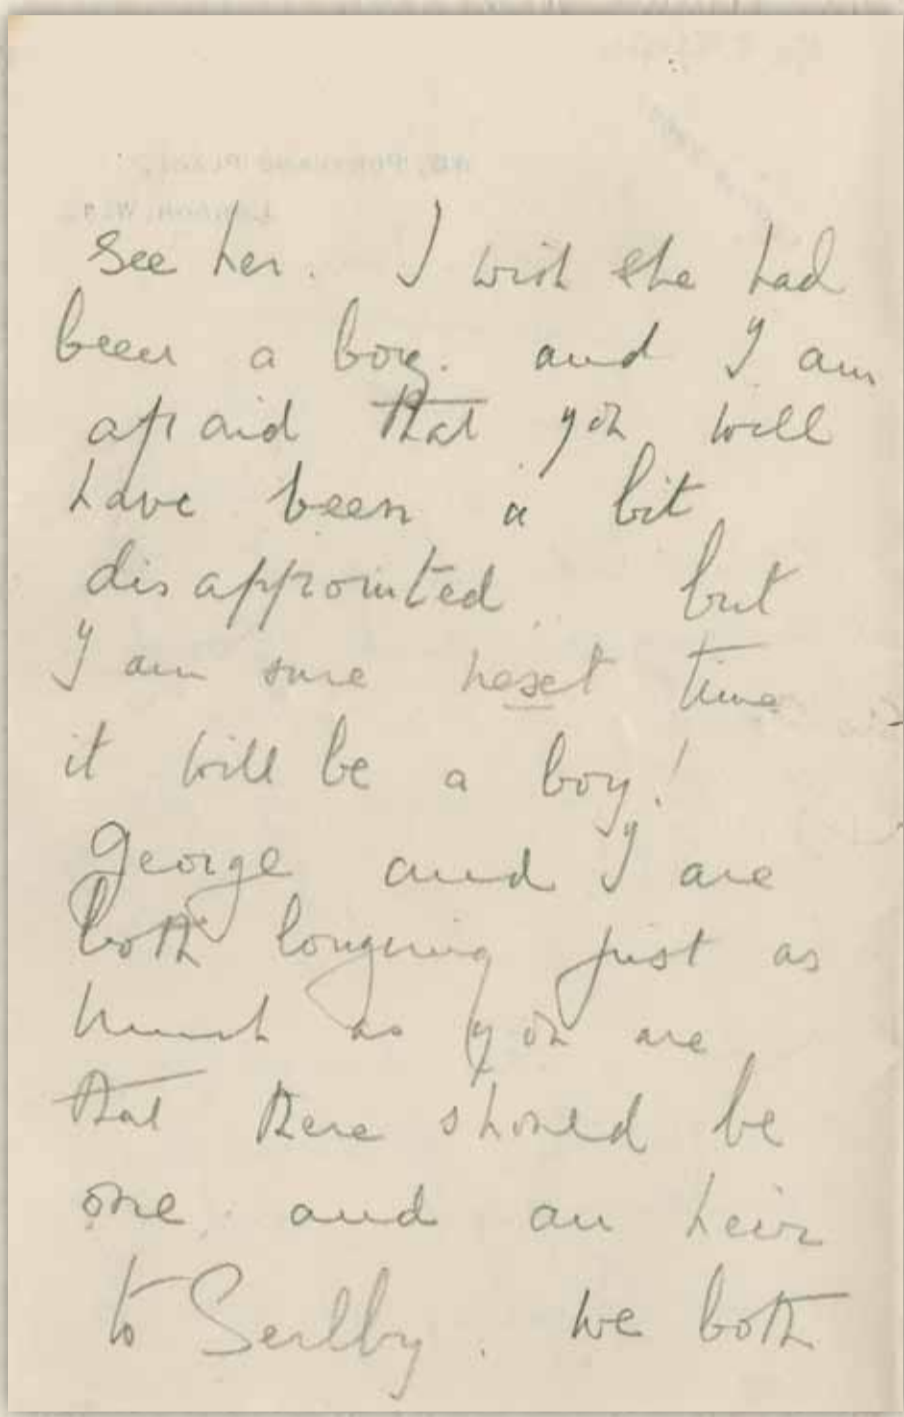 see her. I wish she had
been a boy. and I am
afraid that you will
have been a bit
disappointed but
I am sure next time
it will be a boy!
George and I are
both longing just as
much as you are
that there should be
one. and an heir
to Serlby. We both